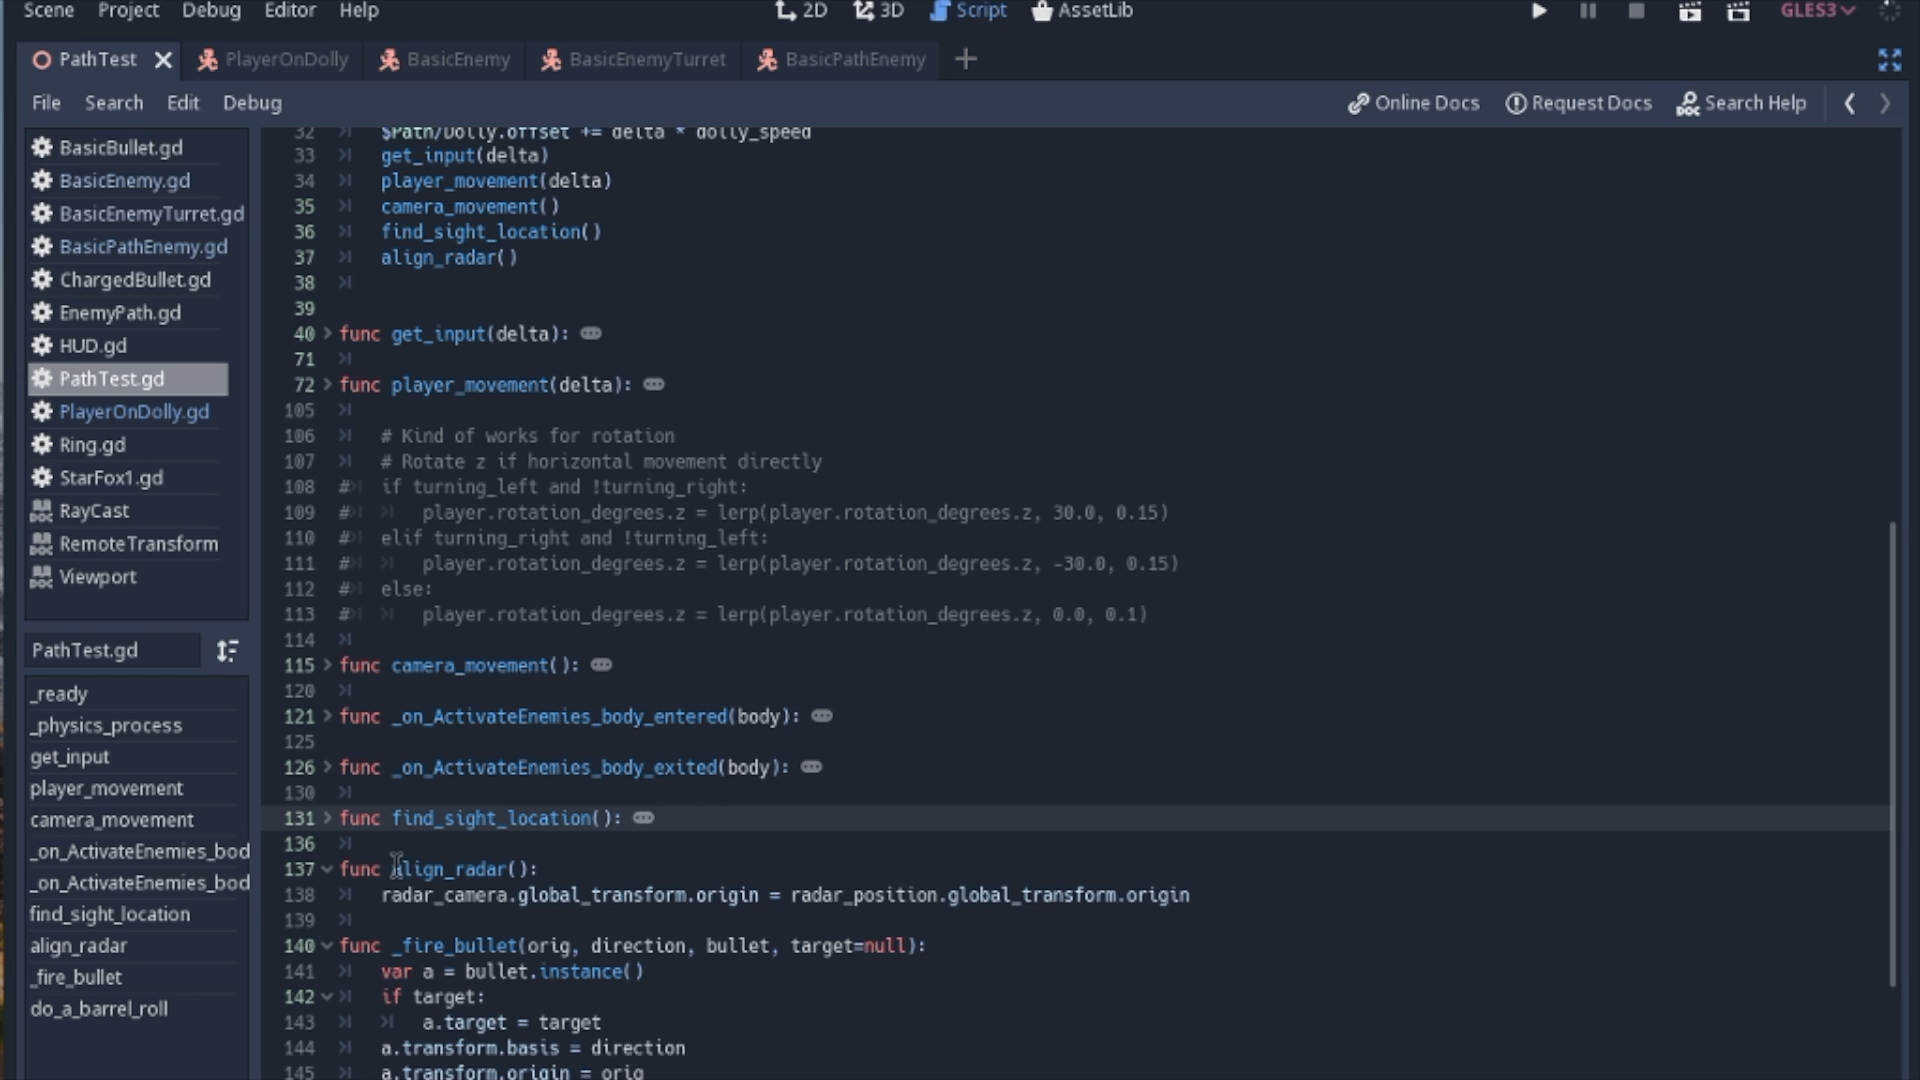 Scene Project Debug Editor Help 2D 3D Script AssetLib GLES3
PathTest PlayerOnDolly BasicEnemy BasicEnemyTurret BasicPathEnemy
File Search Edit Debug Online Docs Request Docs Search Help
BasicBullet.gd
BasicEnemy.gd
BasicEnemyTurret.gd
BasicPathEnemy.gd
ChargedBullet.gd
EnemyPath.gd
HUD.gd
PathTest.gd
PlayerOnDolly.gd
Ring.gd
StarFox1.gd
RayCast
RemoteTransform
Viewport
PathTest.gd
_ready
_physics_process
get_input
player_movement
camera_movement
_on_ActivateEnemies_bod
_on_ActivateEnemies_bod
find_sight_location
align_radar
_fire_bullet
do_a_barrel_roll
32 $Path/Dolly.offset += delta * dolly_speed
33 get_input(delta)
34 player_movement(delta)
35 camera_movement()
36 find_sight_location()
37 align_radar()
38
39
40 func get_input(delta):
71
72 func player_movement(delta):
105
106 # Kind of works for rotation
107 # Rotate z if horizontal movement directly
108 # if turning_left and !turning_right:
109 # player.rotation_degrees.z = lerp(player.rotation_degrees.z, 30.0, 0.15)
110 # elif turning_right and !turning_left:
111 # player.rotation_degrees.z = lerp(player.rotation_degrees.z, -30.0, 0.15)
112 # else:
113 # player.rotation_degrees.z = lerp(player.rotation_degrees.z, 0.0, 0.1)
114
115 func camera_movement():
120
121 func _on_ActivateEnemies_body_entered(body):
125
126 func _on_ActivateEnemies_body_exited(body):
130
131 func find_sight_location():
136
137 func align_radar():
138 radar_camera.global_transform.origin = radar_position.global_transform.origin
139
140 func _fire_bullet(orig, direction, bullet, target=null):
141 var a = bullet.instance()
142 if target:
143 a.target = target
144 a.transform.basis = direction
145 a.transform.origin = orig